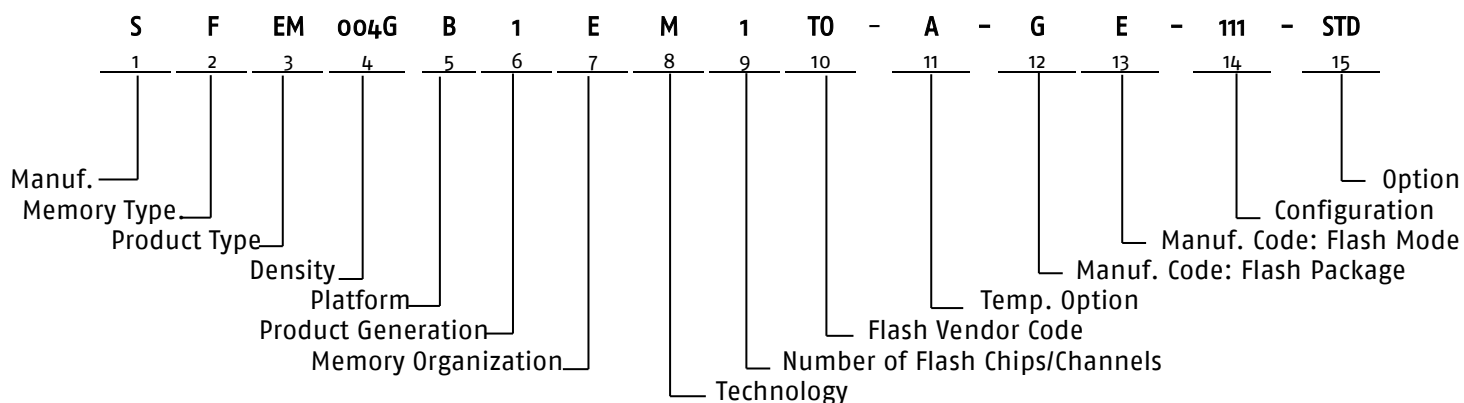 S F EM 004G B 1 E M 1 TO - A - G E - 111 - STD
1 2 3 4 5 6 7 8 9 10 11 12 13 14 15
Manuf. Option
Memory Type. Configuration
Product Type Manuf. Code: Flash Mode
Density Manuf. Code: Flash Package
Platform Temp. Option
Product Generation Flash Vendor Code
Memory Organization Number of Flash Chips/Channels
Technology